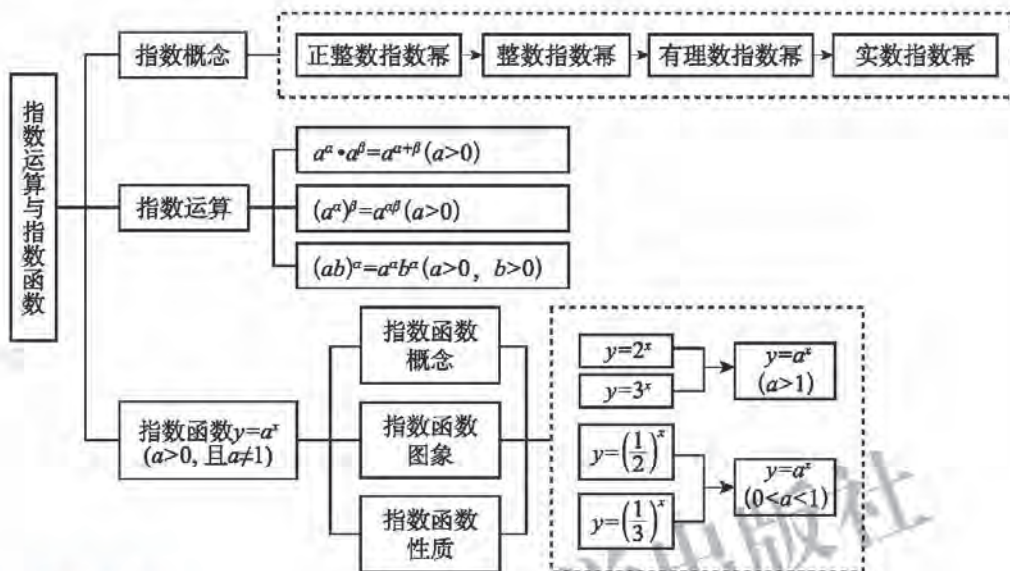 指数运算与指数函数
指数概念
正整数指数幂
整数指数幂
有理数指数幂
实数指数幂
指数运算
a^α•a^β=a^{α+β}(a>0)
(a^α)^β=a^{αβ}(a>0)
(ab)^α=a^αb^α(a>0, b>0)
指数函数y=a^x
(a>0, 且a≠1)
指数函数
概念
指数函数
图象
指数函数
性质
y=2^x
y=3^x
y=a^x
(a>1)
y=(1/2)^x
y=(1/3)^x
y=a^x
(0<a<1)
出版社